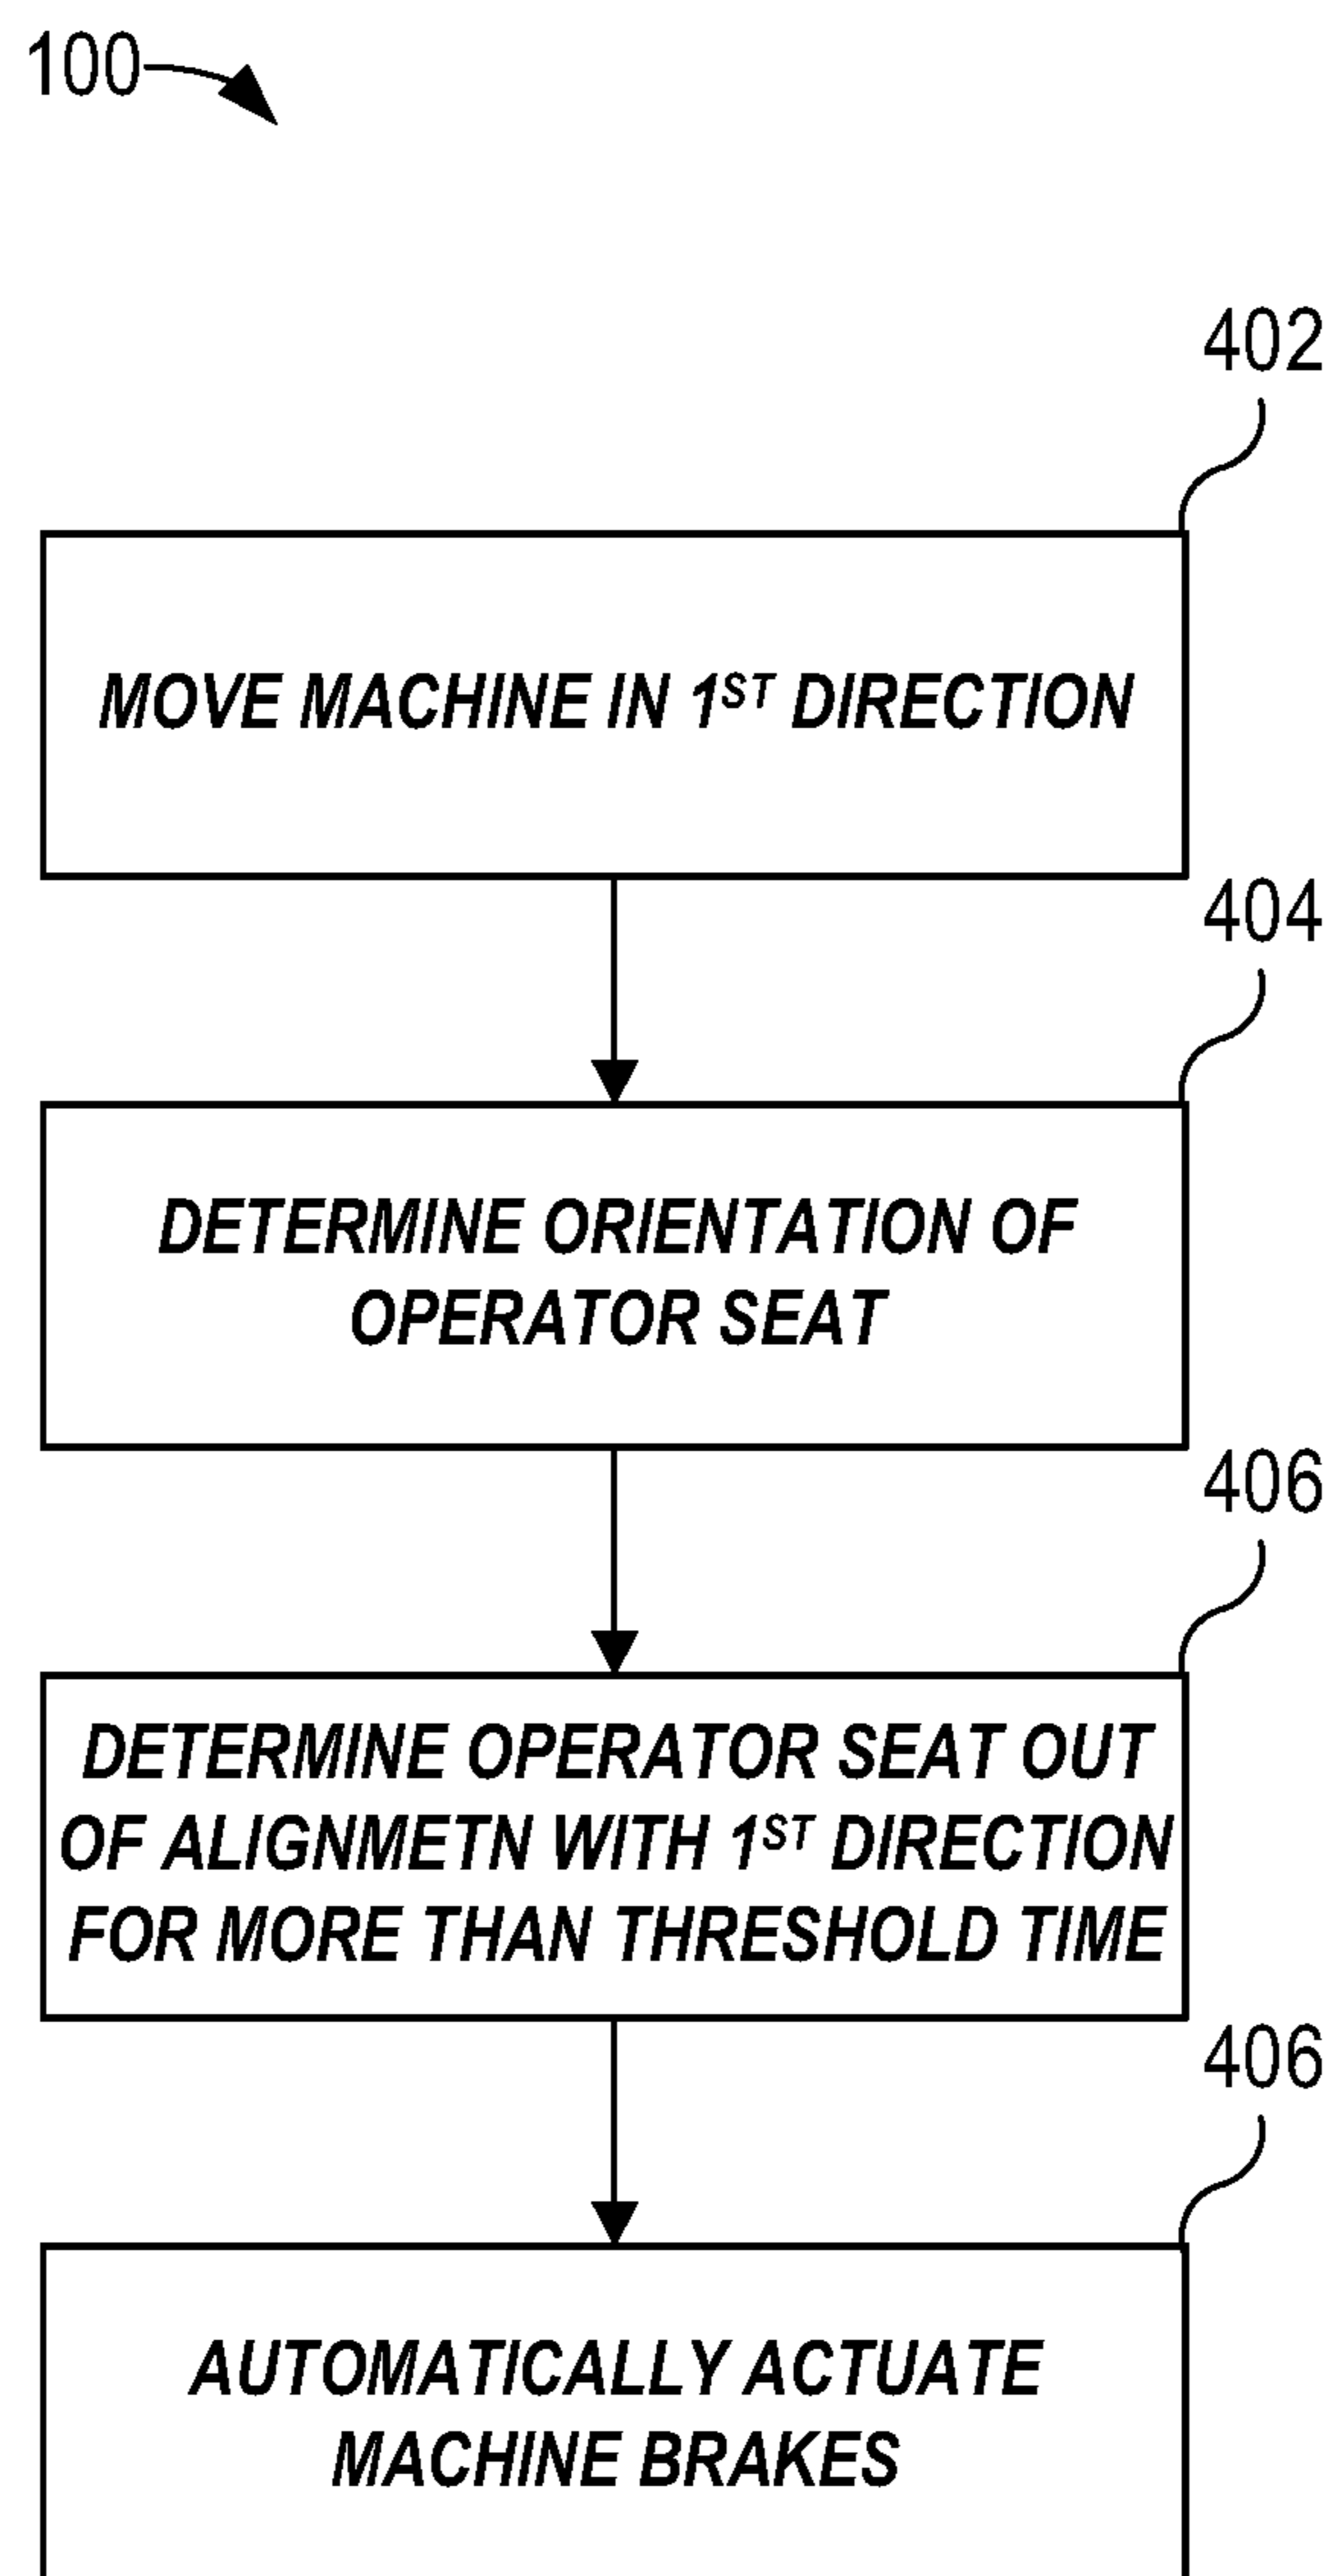 100
402
MOVE MACHINE IN 1ST DIRECTION
404
DETERMINE ORIENTATION OF
OPERATOR SEAT
406
DETERMINE OPERATOR SEAT OUT
OF ALIGNMETN WITH 1ST DIRECTION
FOR MORE THAN THRESHOLD TIME
406
AUTOMATICALLY ACTUATE
MACHINE BRAKES